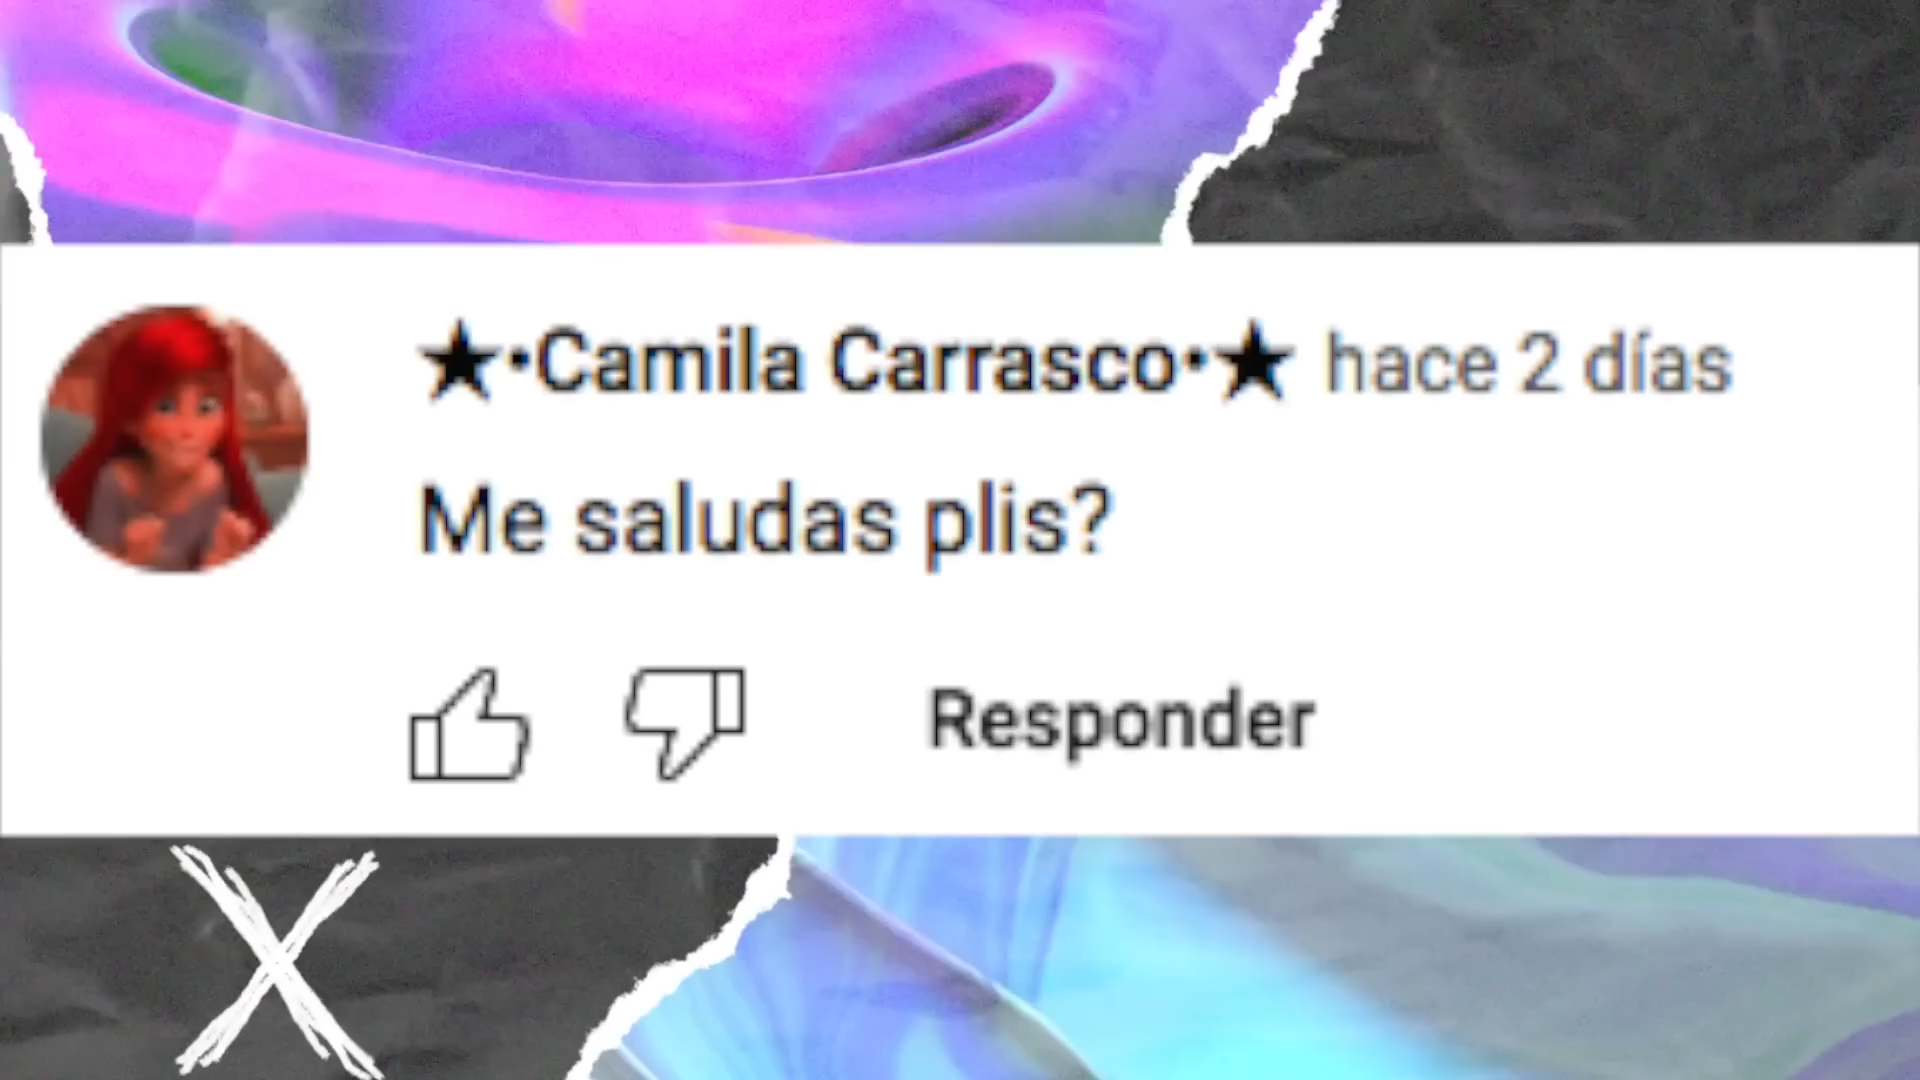 ★·Camila Carrasco·★ hace 2 días
Me saludas plis?
Responder
X